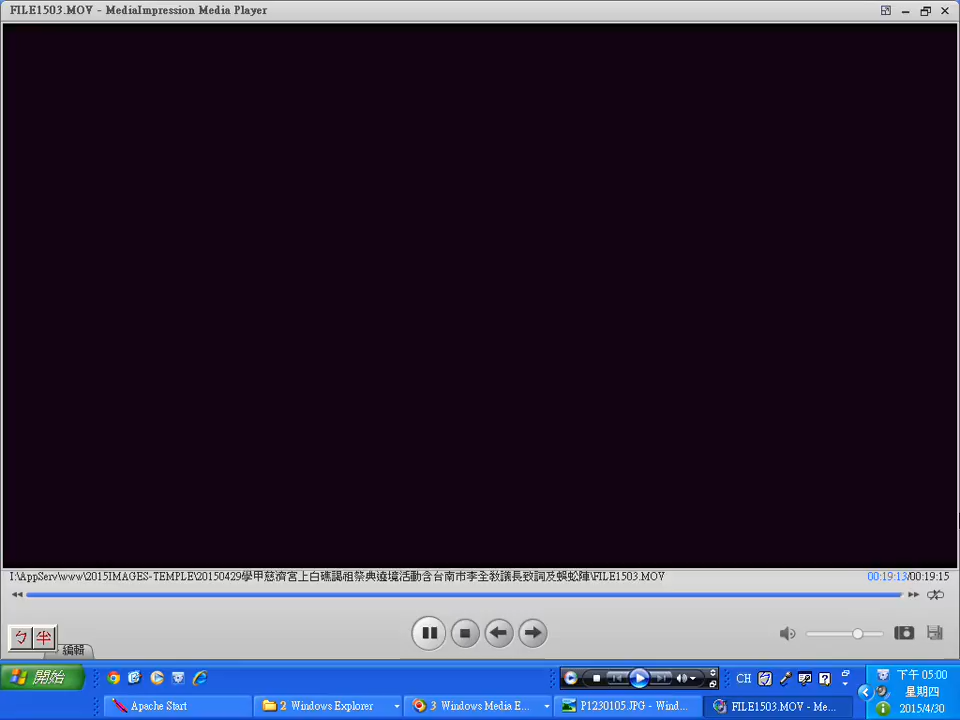 FILE1503.MOV - MediaImpression Media Player
I:\AppServ\www\2015IMAGES-TEMPLE\20150429學甲慈濟宮上白礁謁祖祭典遶境活動含台南市李全教議長致詞及蜈蚣陣\FILE1503.MOV
00:19:13/00:19:15
ㄅ 半
編輯
開始
CH
下午 05:00
星期四
2015/4/30
Apache Start
2 Windows Explorer
3 Windows Media E...
P1230105.JPG - Wind...
FILE1503.MOV - Me...